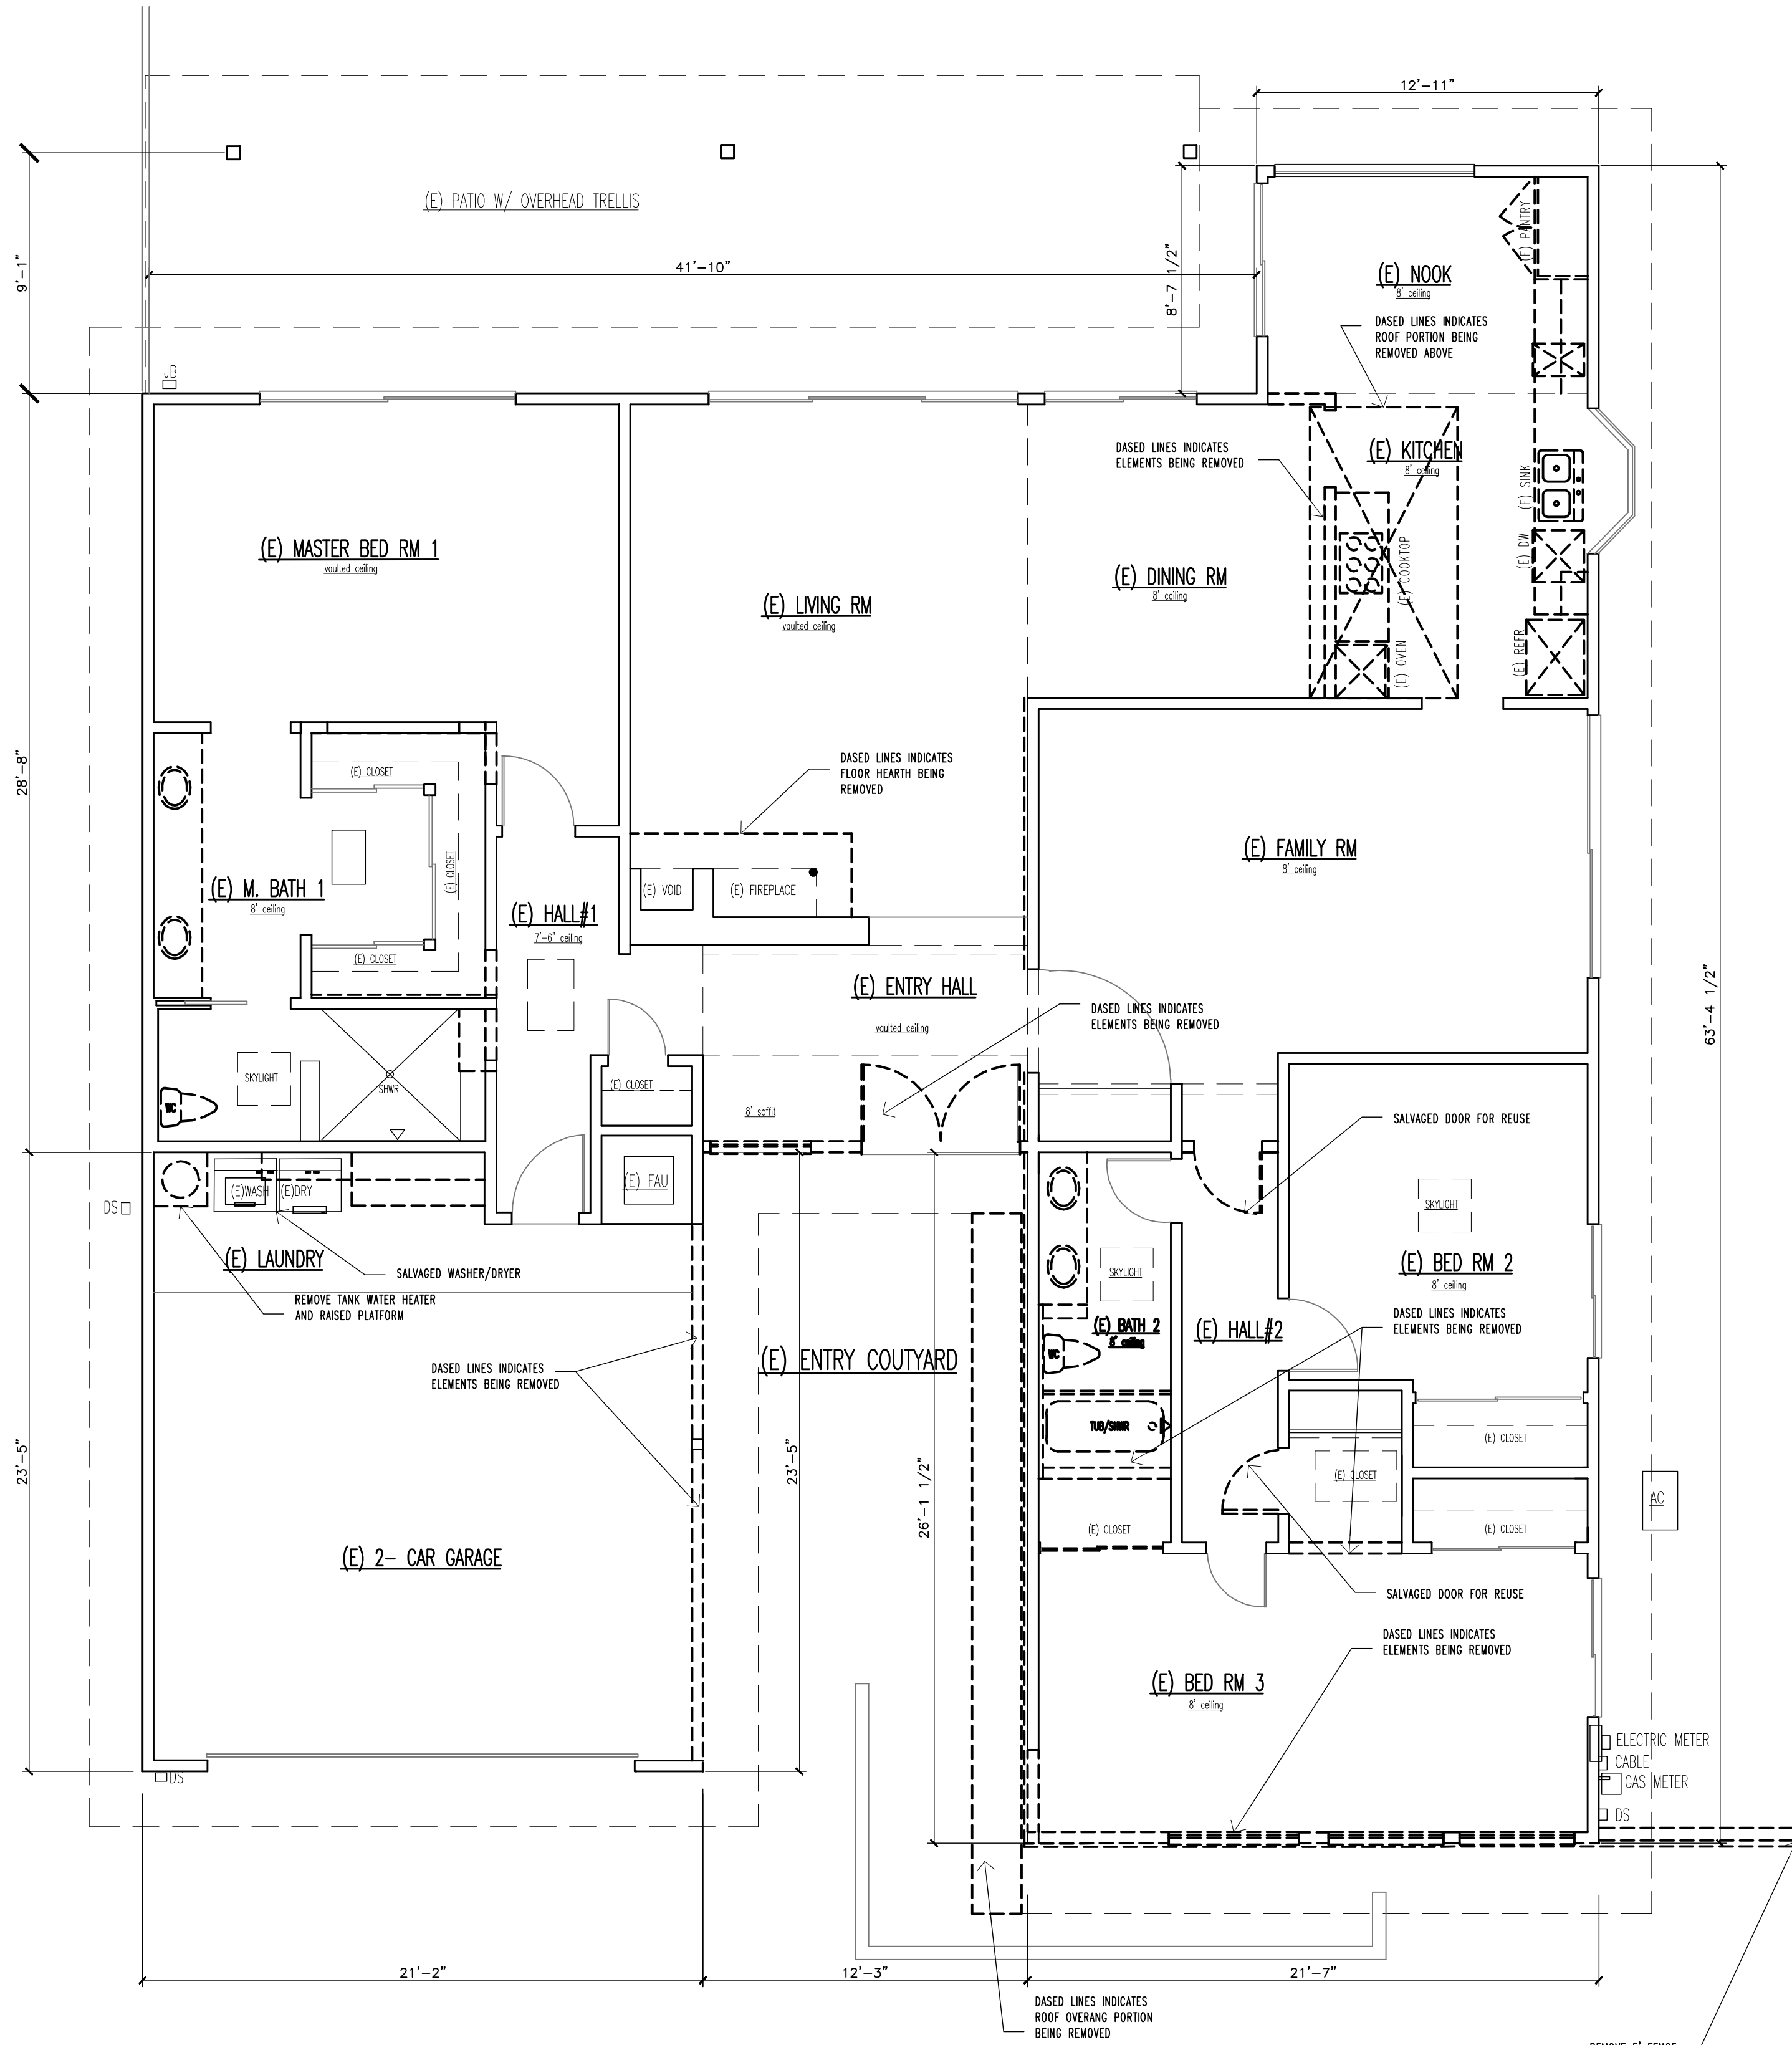 12'-11"
(E) PATIO W/ OVERHEAD TRELLIS
9'-1"
41'-10"
8'-7 1/2"
(E) PANTRY
(E) NOOK
8' ceiling
DASED LINES INDICATES
ROOF PORTION BEING
REMOVED ABOVE
JB
DASED LINES INDICATES
ELEMENTS BEING REMOVED
(E) KITCHEN
8' ceiling
(E) SINK
(E) DW
(E) COOKTOP
(E) OVEN
(E) REFR
(E) MASTER BED RM 1
vaulted ceiling
(E) LIVING RM
vaulted ceiling
(E) DINING RM
8' ceiling
28'-8"
DASED LINES INDICATES
FLOOR HEARTH BEING
REMOVED
(E) CLOSET
(E) CLOSET
(E) CLOSET
(E) M. BATH 1
8' ceiling
(E) VOID
(E) FIREPLACE
(E) HALL#1
7'-6" ceiling
(E) FAMILY RM
8' ceiling
(E) ENTRY HALL
vaulted ceiling
DASED LINES INDICATES
ELEMENTS BEING REMOVED
63'-4 1/2"
SKYLIGHT
SHWR
WC
(E) CLOSET
8' soffit
SALVAGED DOOR FOR REUSE
(E)WASH
(E)DRY
(E) FAU
DS
(E) LAUNDRY
SALVAGED WASHER/DRYER
REMOVE TANK WATER HEATER
AND RAISED PLATFORM
SKYLIGHT
SKYLIGHT
(E) BED RM 2
8' ceiling
(E) BATH 2
8' ceiling
(E) HALL#2
DASED LINES INDICATES
ELEMENTS BEING REMOVED
WC
DASED LINES INDICATES
ELEMENTS BEING REMOVED
(E) ENTRY COUTYARD
TUB/SHWR
(E) CLOSET
(E) CLOSET
(E) CLOSET
(E) CLOSET
AC
23'-5"
23'-5"
26'-1 1/2"
(E) 2- CAR GARAGE
SALVAGED DOOR FOR REUSE
DASED LINES INDICATES
ELEMENTS BEING REMOVED
(E) BED RM 3
8' ceiling
ELECTRIC METER
CABLE
GAS METER
DS
DS
21'-2"
12'-3"
21'-7"
DASED LINES INDICATES
ROOF OVERANG PORTION
BEING REMOVED